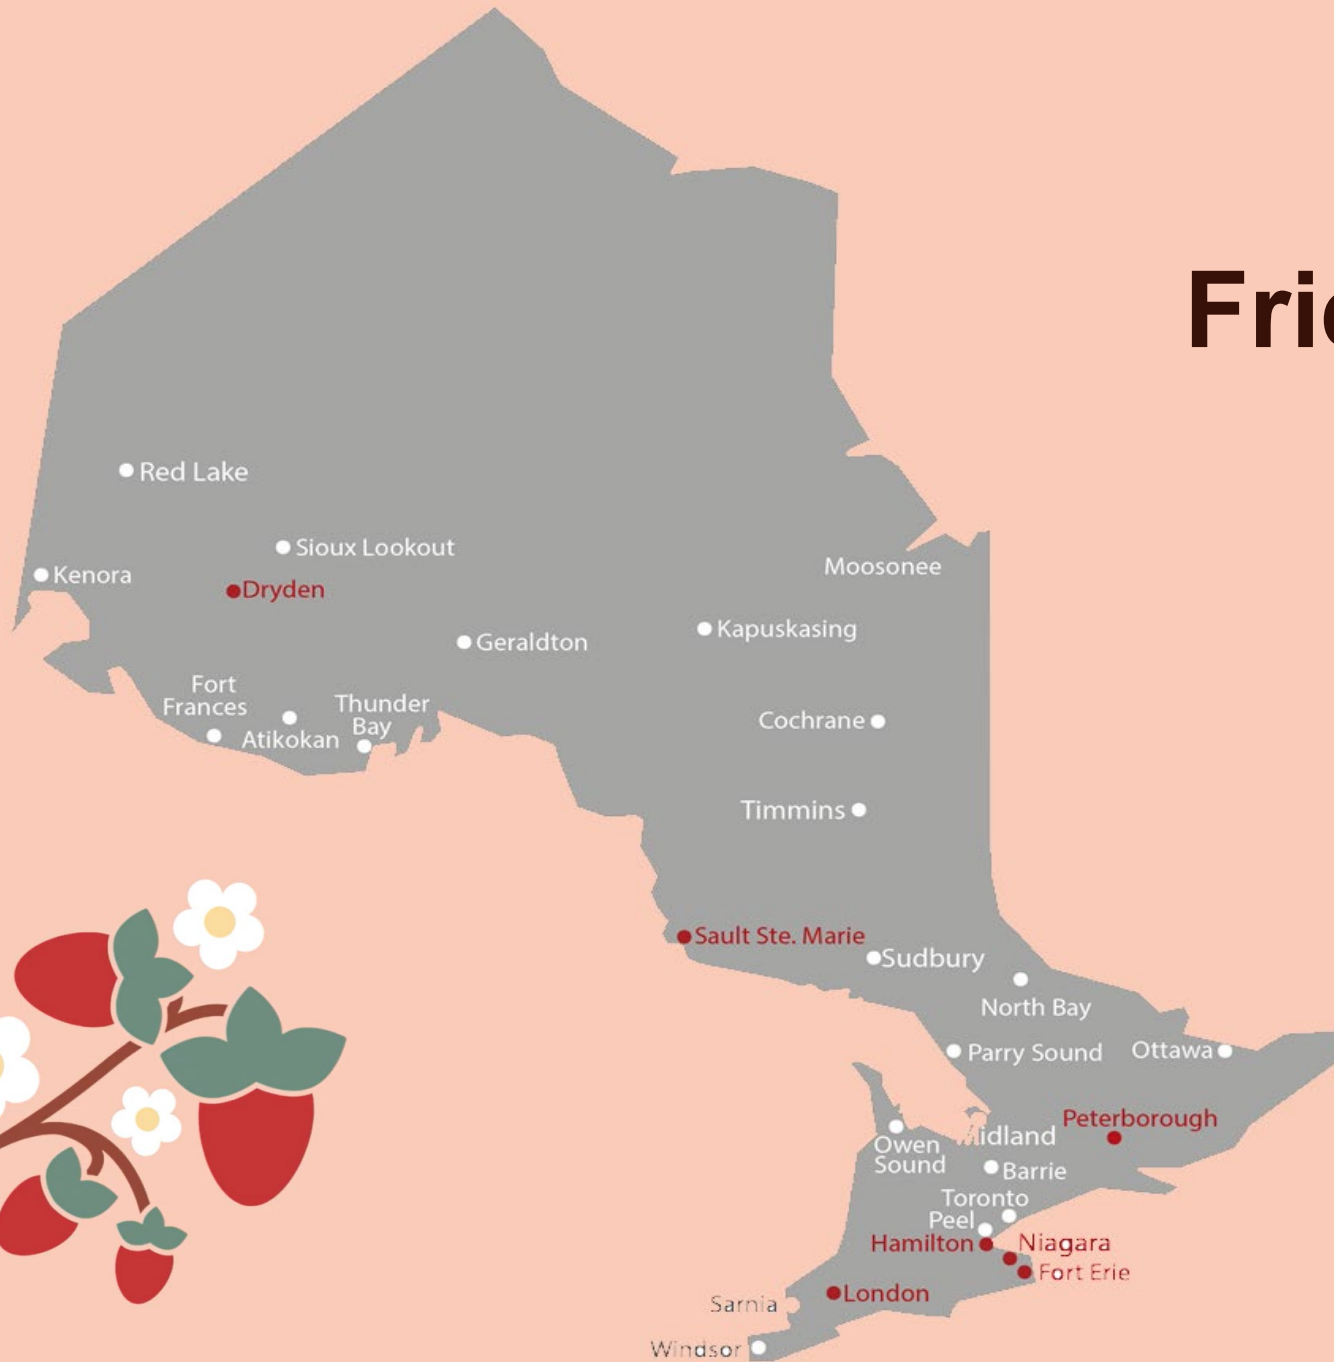 Fri
Red Lake
Sioux Lookout
Kenora
Dryden
Moosonee
Kapuskasing
Geraldton
Fort
Frances
Thunder
Bay
Atikokan
Cochrane
Timmins
Sault Ste. Marie
Sudbury
North Bay
Parry Sound
Ottawa
Peterborough
Owen
Sound
idland
Barrie
Toronto
Peel
Hamilton
Niagara
Fort Erie
London
Sarnia
Windsor